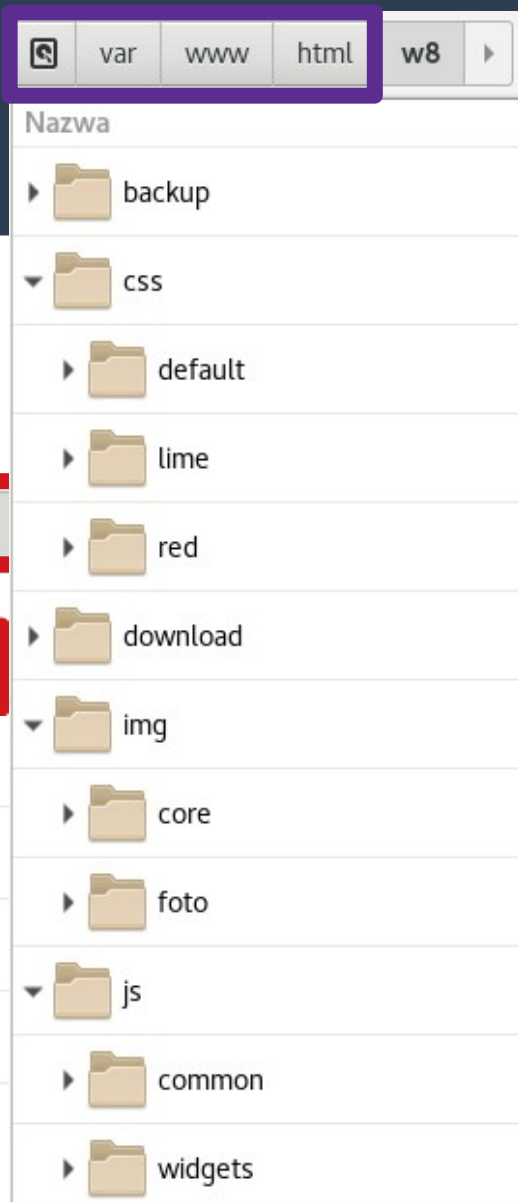 var www html w8
Nazwa
backup
css
default
lime
red
download
img
core
foto
js
common
widgets